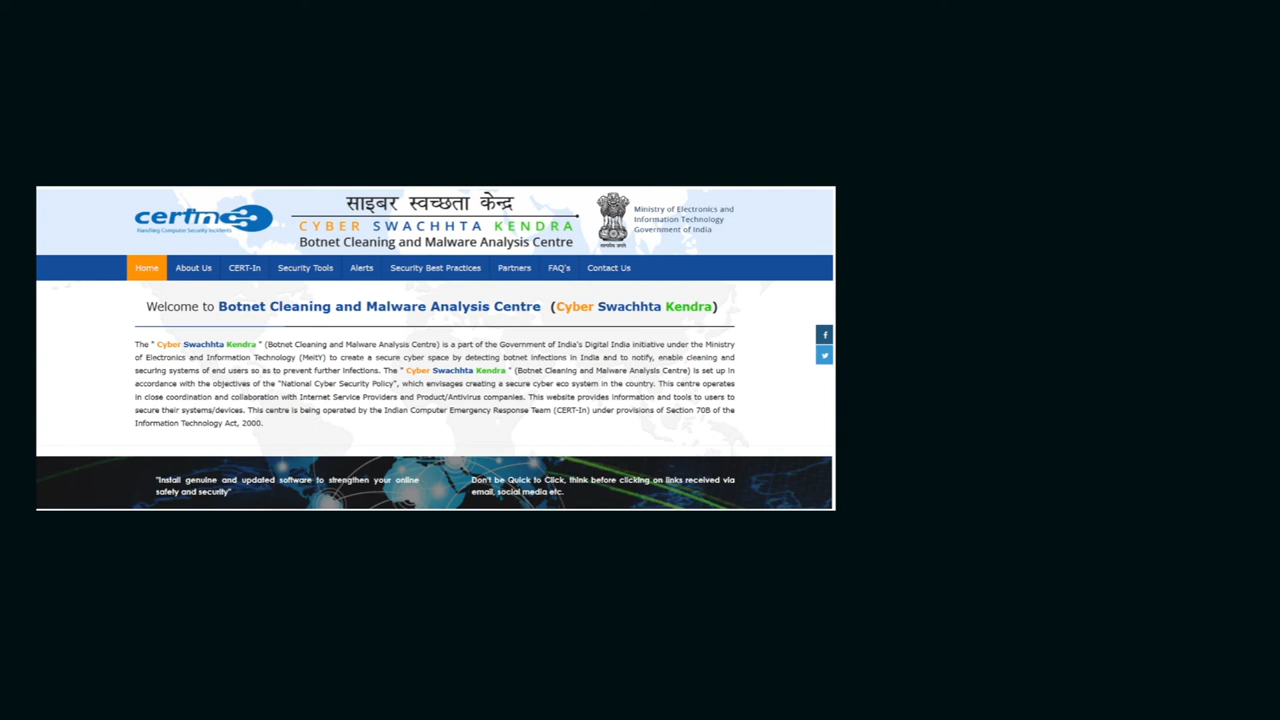 certin
Handling Computer Security Incidents
साइबर स्वच्छता केन्द्र
CYBER SWACHHTA KENDRA
Botnet Cleaning and Malware Analysis Centre
सत्यमेव जयते
Ministry of Electronics and
Information Technology
Government of India
Home About Us CERT-In Security Tools Alerts Security Best Practices Partners FAQ's Contact Us
Welcome to Botnet Cleaning and Malware Analysis Centre (Cyber Swachhta Kendra)
The " Cyber Swachhta Kendra " (Botnet Cleaning and Malware Analysis Centre) is a part of the Government of India's Digital India initiative under the Ministry
of Electronics and Information Technology (MeitY) to create a secure cyber space by detecting botnet infections in India and to notify, enable cleaning and
securing systems of end users so as to prevent further infections. The " Cyber Swachhta Kendra " (Botnet Cleaning and Malware Analysis Centre) is set up in
accordance with the objectives of the "National Cyber Security Policy", which envisages creating a secure cyber eco system in the country. This centre operates
in close coordination and collaboration with Internet Service Providers and Product/Antivirus companies. This website provides information and tools to users to
secure their systems/devices. This centre is being operated by the Indian Computer Emergency Response Team (CERT-In) under provisions of Section 70B of the
Information Technology Act, 2000.
"Install genuine and updated software to strengthen your online
safety and security"
Don't be Quick to Click, think before clicking on links received via
email, social media etc.